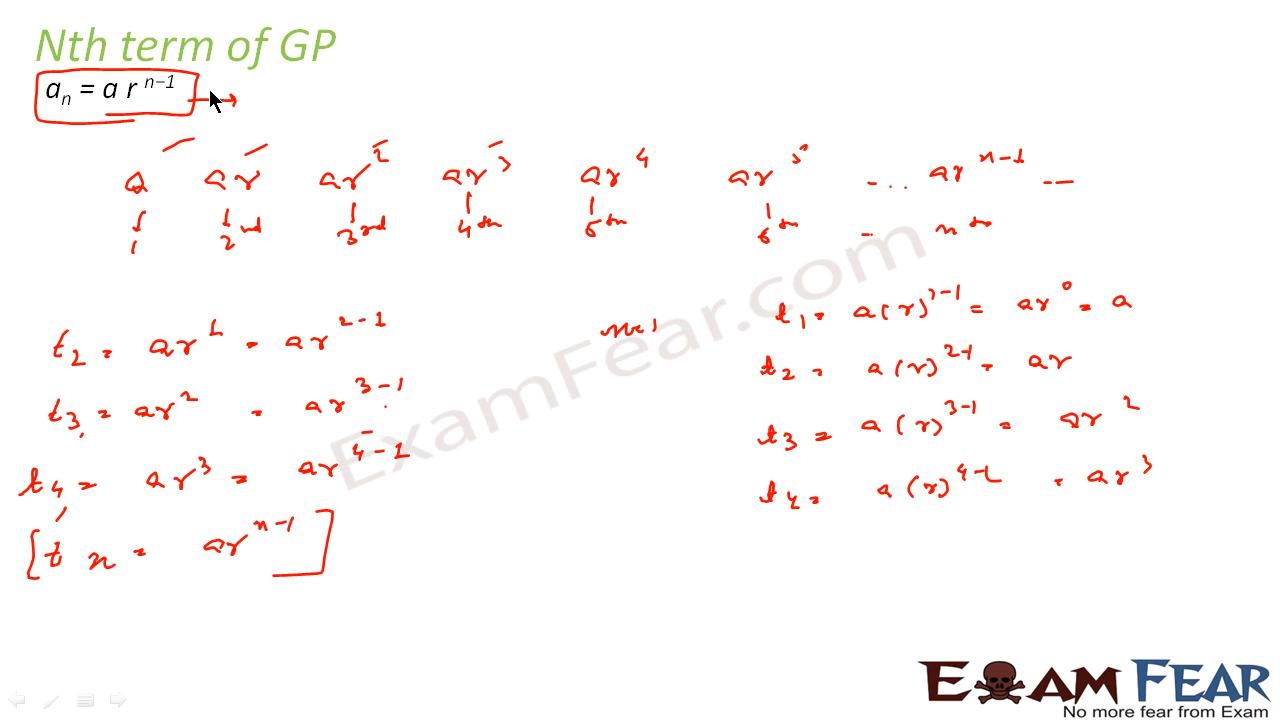 Nth term of GP
aₙ = a r ⁿ⁻¹
a ar ar² ar³ ar⁴ ar⁵ - .. ar ⁿ⁻¹ --
1 2nd 3rd 4th 5th 6th - nth
t₁ = a(r)¹⁻¹ = ar⁰ = a
t₂ = ar¹ = ar²⁻¹
t₂ = a(r)²⁻¹ = ar
t₃ = ar² = ar³⁻¹
t₃ = a(r)³⁻¹ = ar²
t₄ = ar³ = ar⁴⁻¹
t₄ = a(r)⁴⁻¹ = ar³
[t n = arⁿ⁻¹]
ExamFear.com
EXAM FEAR
No more fear from Exam